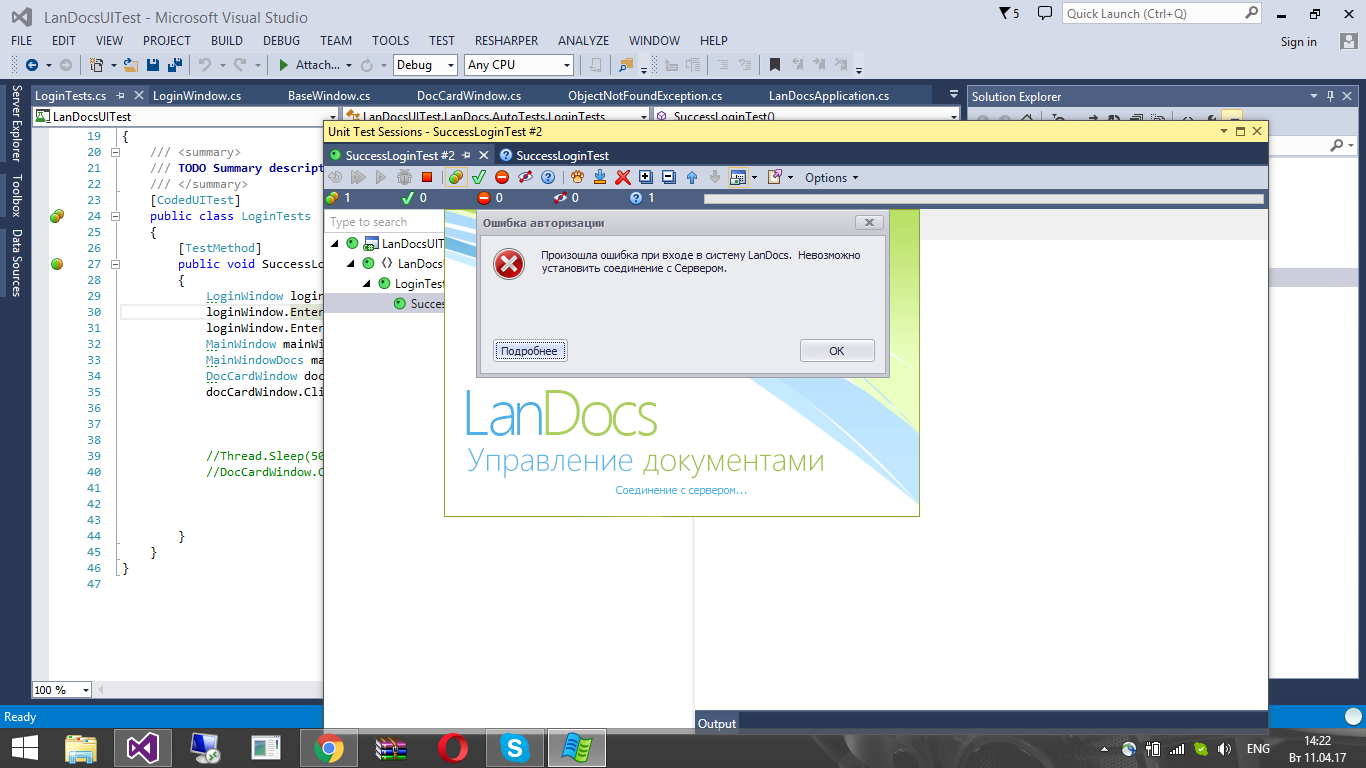 LanDocsUITest - Microsoft Visual Studio
5
Quick Launch (Ctrl+Q)
FILE EDIT VIEW PROJECT BUILD DEBUG TEAM TOOLS TEST RESHARPER ANALYZE WINDOW HELP
Sign in
Attach... Debug Any CPU
Server Explorer
Toolbox
Data Sources
LoginTests.cs LoginWindow.cs BaseWindow.cs DocCardWindow.cs ObjectNotFoundException.cs LanDocsApplication.cs
Solution Explorer
LanDocsUITest LanDocsUITest.LanDocs.AutoTests.LoginTests SuccessLoginTest()
Unit Test Sessions - SuccessLoginTest #2
SuccessLoginTest #2 SuccessLoginTest
Options
1 0 0 0 1
Type to search
LanDocsUIT
LanDocs
LoginTest
Succes
19 {
20 /// <summary>
21 /// TODO Summary descript
22 /// </summary>
23 [CodedUITest]
24 public class LoginTests
25 {
26 [TestMethod]
27 public void SuccessLo
28 {
29 LoginWindow login
30 loginWindow.Enter
31 loginWindow.Enter
32 MainWindow mainWi
33 MainWindowDocs ma
34 DocCardWindow doc
35 docCardWindow.Cli
36
37
38
39 //Thread.Sleep(50
40 //DocCardWindow.C
41
42
43
44 }
45 }
46 }
47
Ошибка авторизации
Произошла ошибка при входе в систему LanDocs. Невозможно
установить соединение с Сервером.
Подробнее OK
LanDocs
Управление документами
Соединение с сервером...
100 %
Output
Ready
ENG
14:22
Вт 11.04.17